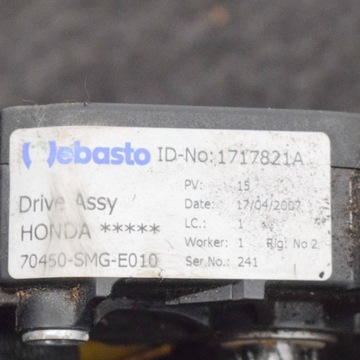 Webasto ID-No:1717821A
Drive Assy
HONDA *****
70450-SMG-E010
PV: 15
Date: 17/04/2007
LC.: 1
Worker: 1 Rig: No 2
Ser.No.: 241